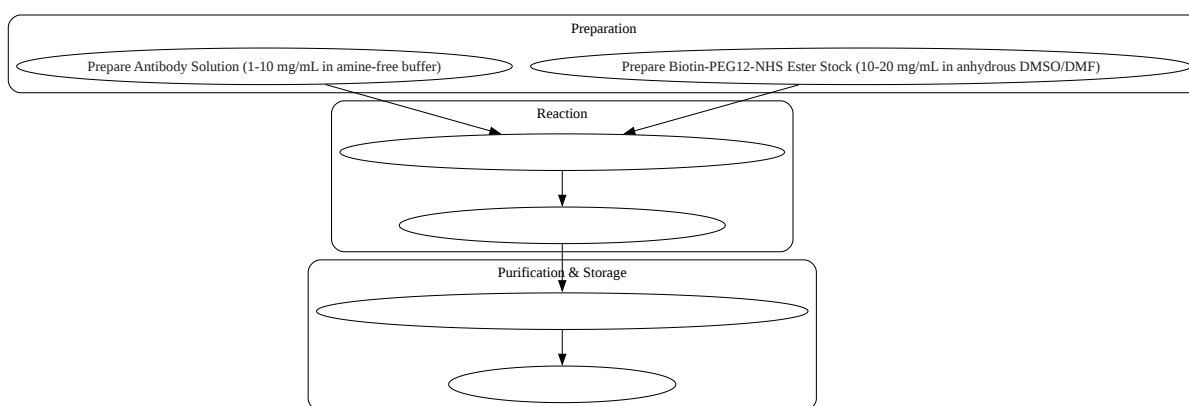 Preparation
Prepare Antibody Solution (1-10 mg/mL in amine-free buffer)
Prepare Biotin-PEG12-NHS Ester Stock (10-20 mg/mL in anhydrous DMSO/DMF)
Reaction
Purification & Storage